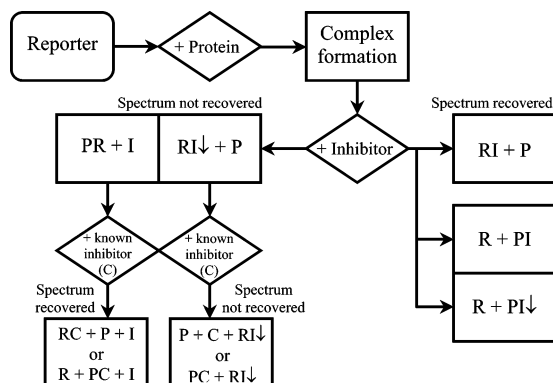 Reporter
+ Protein
Complex
formation
Spectrum not recovered
PR + I
RI↓ + P
+ Inhibitor
Spectrum recovered
RI + P
R + PI
R + PI↓
+ known
inhibitor
(C)
+ known
inhibitor
(C)
Spectrum
recovered
Spectrum
not recovered
RC + P + I
or
R + PC + I
P + C + RI↓
or
PC + RI↓